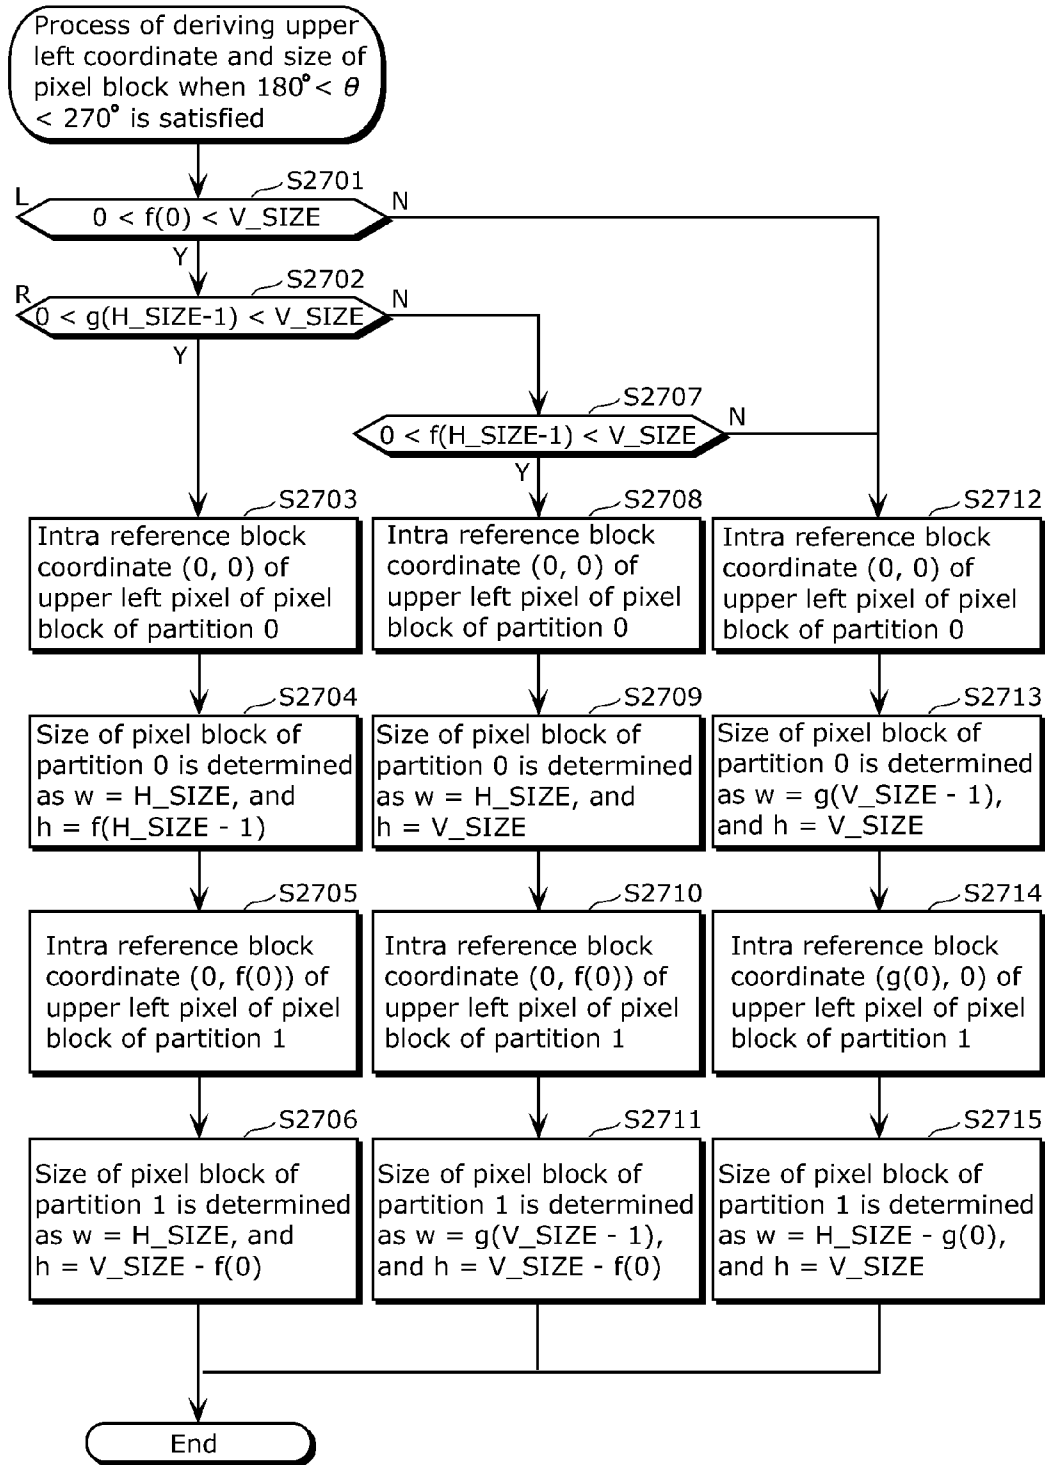 Process of deriving upper
left coordinate and size of
pixel block when 180° < θ
< 270° is satisfied
S2701
L
0 < f(0) < V_SIZE
N
Y
S2702
R
0 < g(H_SIZE-1) < V_SIZE
N
Y
S2707
0 < f(H_SIZE-1) < V_SIZE
N
Y
S2703
Intra reference block
coordinate (0, 0) of
upper left pixel of pixel
block of partition 0
S2704
Size of pixel block of
partition 0 is determined
as w = H_SIZE, and
h = f(H_SIZE - 1)
S2705
Intra reference block
coordinate (0, f(0)) of
upper left pixel of pixel
block of partition 1
S2706
Size of pixel block of
partition 1 is determined
as w = H_SIZE, and
h = V_SIZE - f(0)
S2708
Intra reference block
coordinate (0, 0) of
upper left pixel of pixel
block of partition 0
S2709
Size of pixel block of
partition 0 is determined
as w = H_SIZE, and
h = V_SIZE
S2710
Intra reference block
coordinate (0, f(0)) of
upper left pixel of pixel
block of partition 1
S2711
Size of pixel block of
partition 1 is determined
as w = g(V_SIZE - 1),
and h = V_SIZE - f(0)
S2712
Intra reference block
coordinate (0, 0) of
upper left pixel of pixel
block of partition 0
S2713
Size of pixel block of
partition 0 is determined
as w = g(V_SIZE - 1),
and h = V_SIZE
S2714
Intra reference block
coordinate (g(0), 0) of
upper left pixel of pixel
block of partition 1
S2715
Size of pixel block of
partition 1 is determined
as w = H_SIZE - g(0),
and h = V_SIZE
End